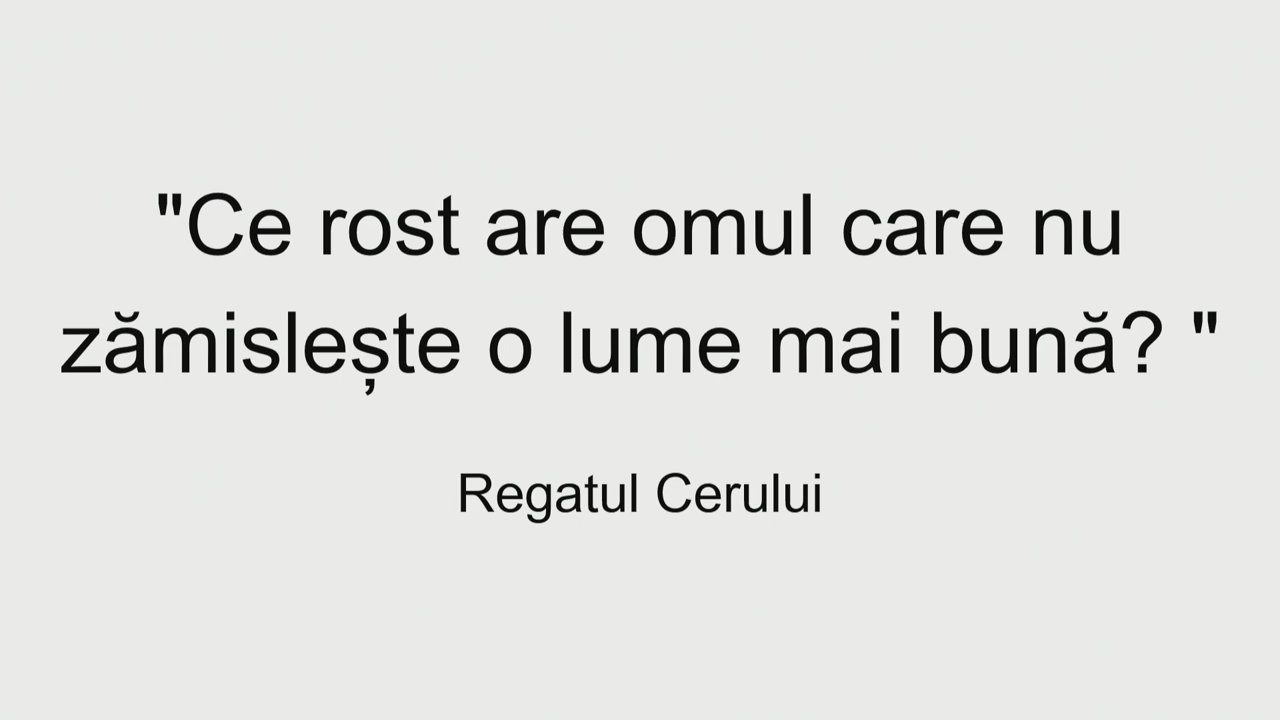 "Ce rost are omul care nu
zămislește o lume mai bună? "
Regatul Cerului